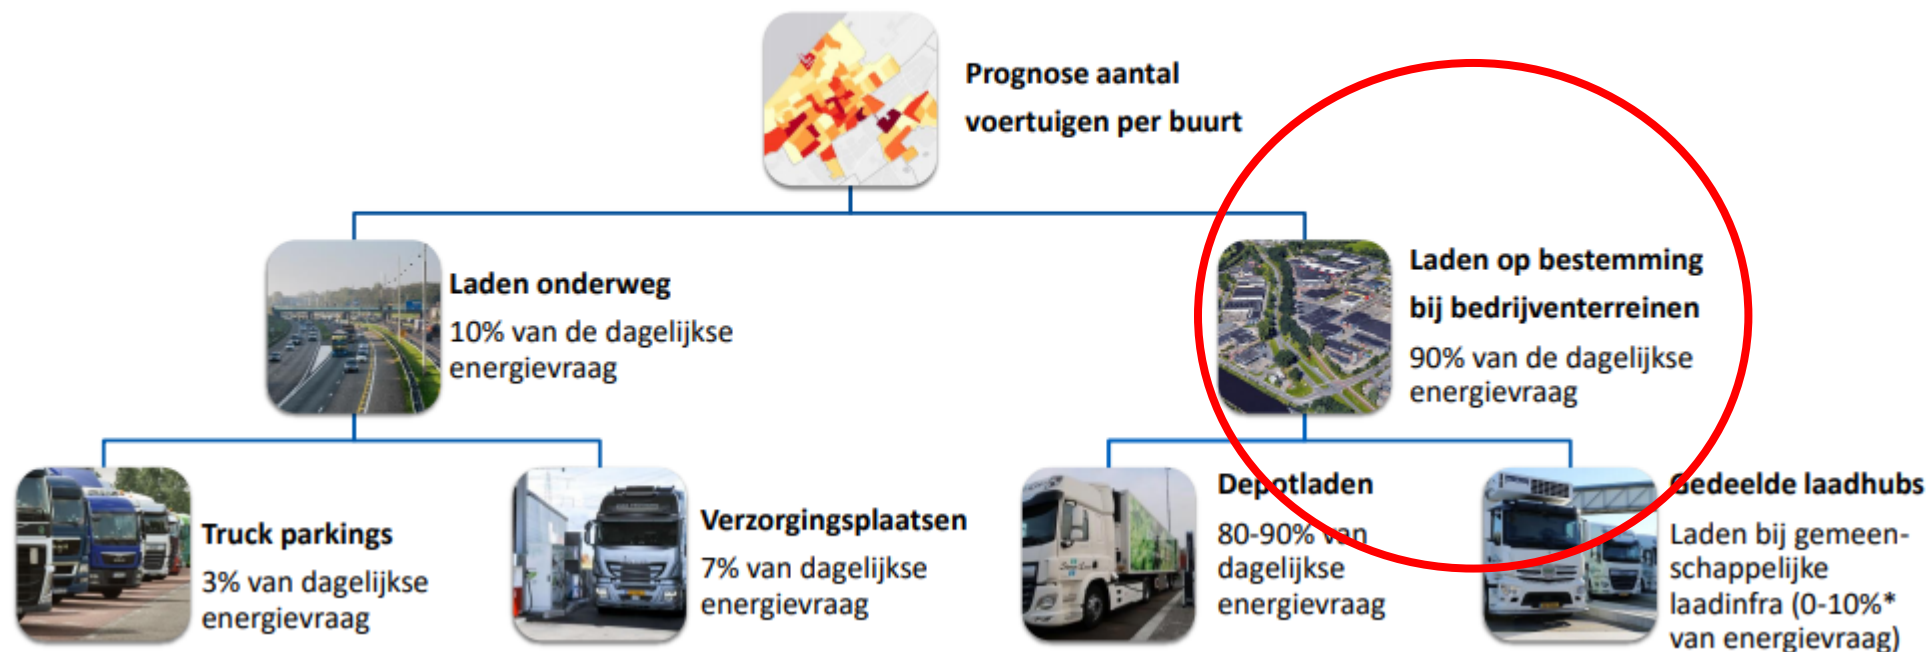 Prognose aantal
voertuigen per buurt
Laden onderweg
10% van de dagelijkse
energievraag
Laden op bestemming
bij bedrijventerreinen
90% van de dagelijkse
energievraag
Truck parkings
3% van dagelijkse
energievraag
Verzorgingsplaatsen
7% van dagelijkse
energievraag
Depotladen
80-90% van
dagelijkse
energievraag
Gedeelde laadhubs
Laden bij gemeen-
schappelijke
laadinfra (0-10%*
van energievraag)